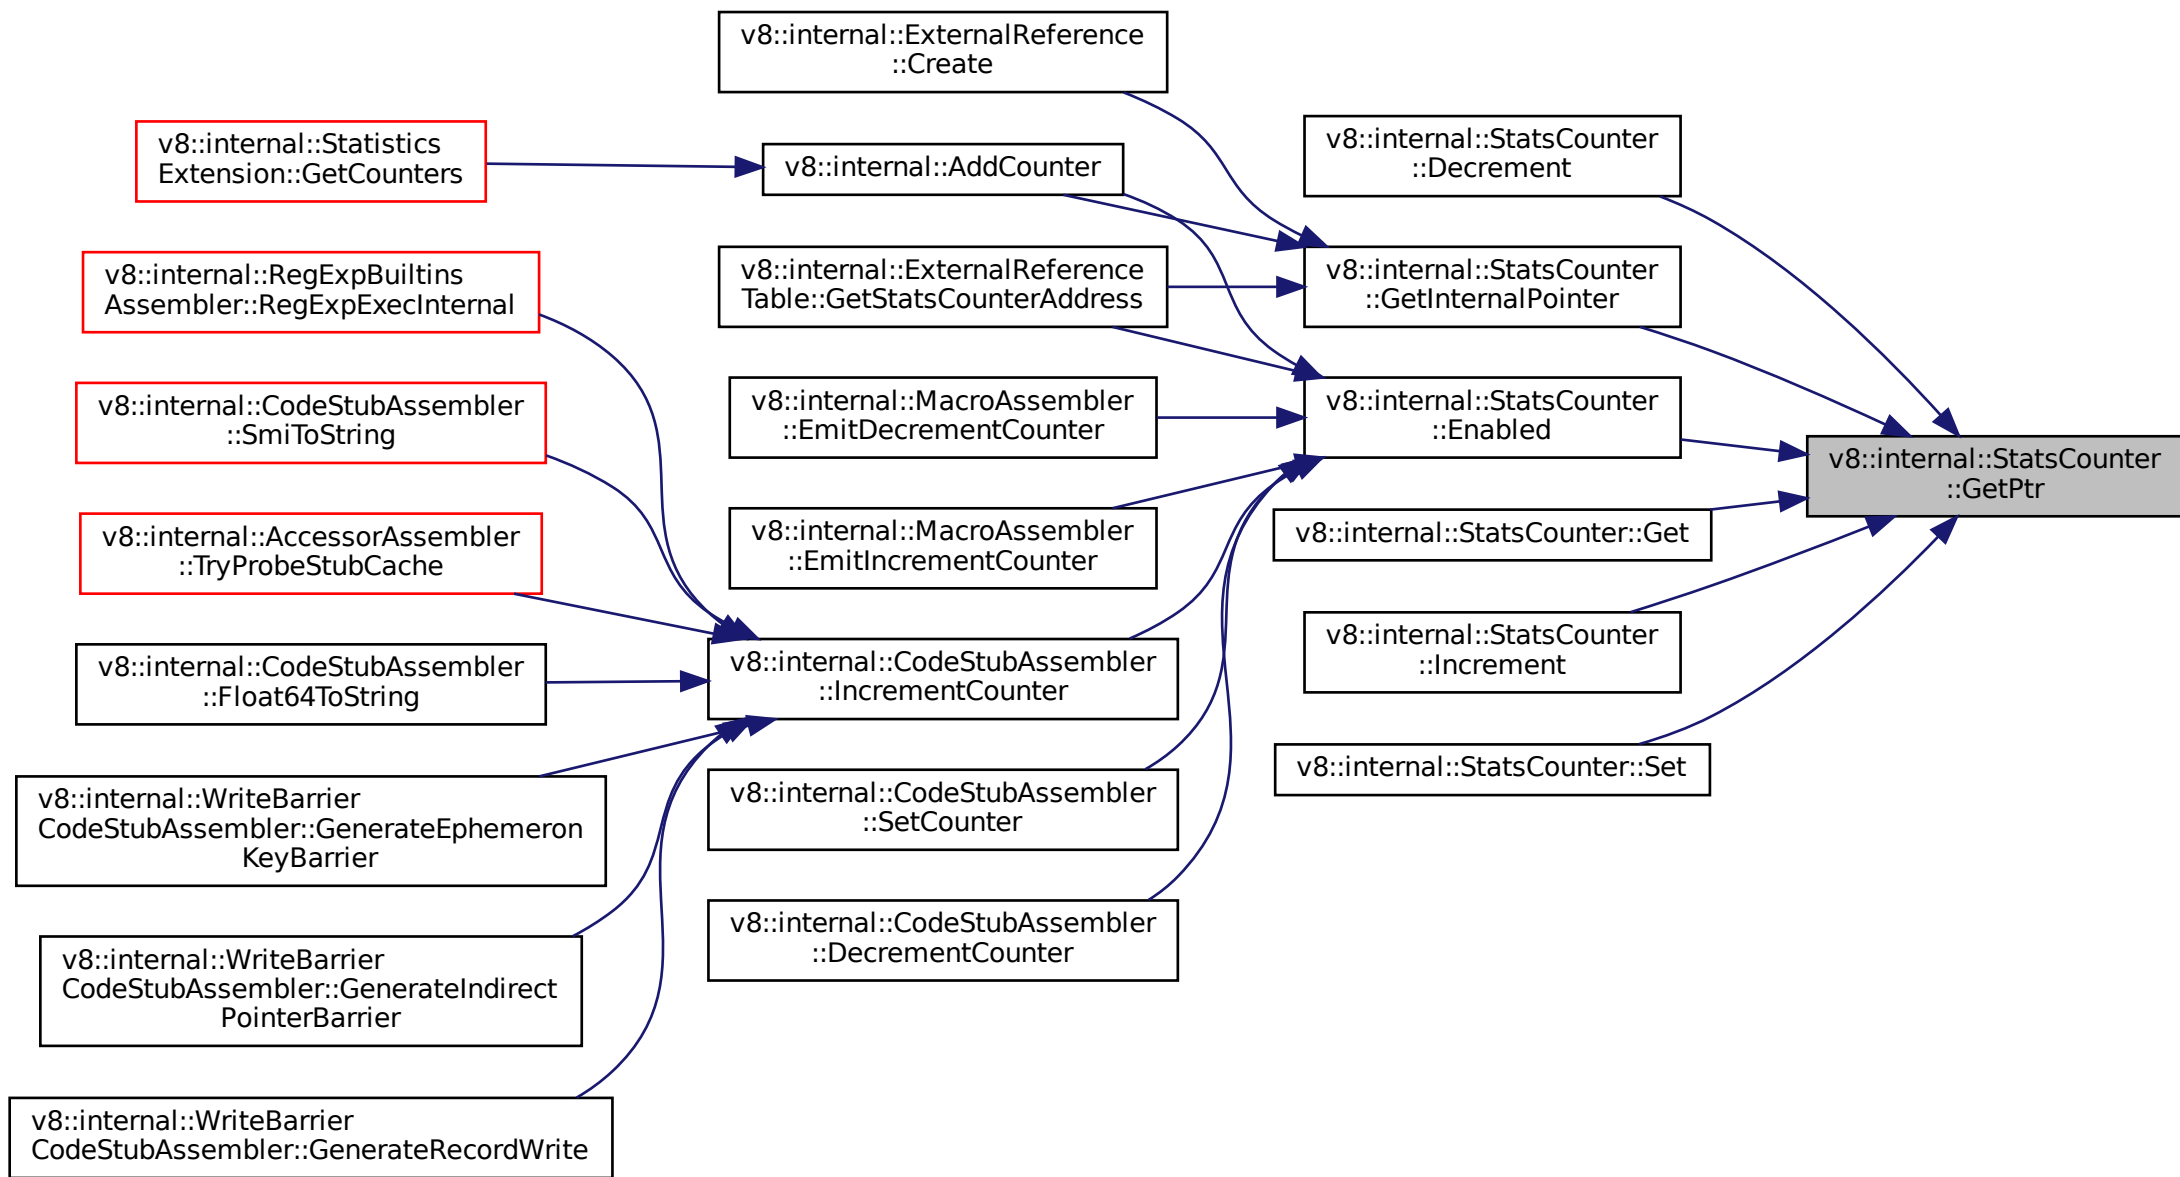 v8::internal::ExternalReference
::Create
v8::internal::Statistics
Extension::GetCounters
v8::internal::AddCounter
v8::internal::StatsCounter
::Decrement
v8::internal::RegExpBuiltins
Assembler::RegExpExecInternal
v8::internal::ExternalReference
Table::GetStatsCounterAddress
v8::internal::StatsCounter
::GetInternalPointer
v8::internal::CodeStubAssembler
::SmiToString
v8::internal::MacroAssembler
::EmitDecrementCounter
v8::internal::StatsCounter
::Enabled
v8::internal::StatsCounter
::GetPtr
v8::internal::AccessorAssembler
::TryProbeStubCache
v8::internal::MacroAssembler
::EmitIncrementCounter
v8::internal::StatsCounter::Get
v8::internal::CodeStubAssembler
::Float64ToString
v8::internal::CodeStubAssembler
::IncrementCounter
v8::internal::StatsCounter
::Increment
v8::internal::WriteBarrier
CodeStubAssembler::GenerateEphemeron
KeyBarrier
v8::internal::CodeStubAssembler
::SetCounter
v8::internal::StatsCounter::Set
v8::internal::WriteBarrier
CodeStubAssembler::GenerateIndirect
PointerBarrier
v8::internal::CodeStubAssembler
::DecrementCounter
v8::internal::WriteBarrier
CodeStubAssembler::GenerateRecordWrite